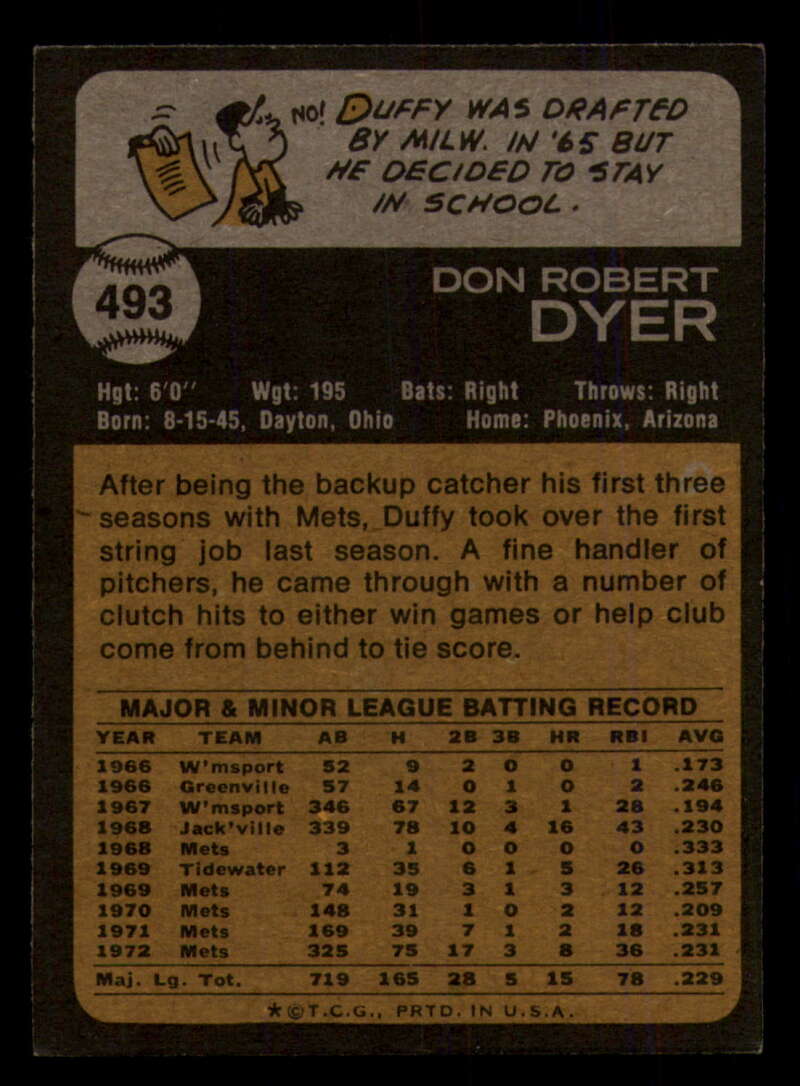 NO! DUFFY WAS DRAFTED
BY MILW. IN '65 BUT
HE DECIDED TO STAY
IN SCHOOL.
493
DON ROBERT
DYER
Hgt: 6'0" Wgt: 195 Bats: Right Throws: Right
Born: 8-15-45, Dayton, Ohio Home: Phoenix, Arizona
After being the backup catcher his first three
seasons with Mets, Duffy took over the first
string job last season. A fine handler of
pitchers, he came through with a number of
clutch hits to either win games or help club
come from behind to tie score.
MAJOR & MINOR LEAGUE BATTING RECORD
YEAR TEAM AB H 2B 3B HR RBI AVG
1966 W'msport 52 9 2 0 0 1 .173
1966 Greenville 57 14 0 1 0 2 .246
1967 W'msport 346 67 12 3 1 28 .194
1968 Jack'ville 339 78 10 4 16 43 .230
1968 Mets 3 1 0 0 0 0 .333
1969 Tidewater 112 35 6 1 5 26 .313
1969 Mets 74 19 3 1 3 12 .257
1970 Mets 148 31 1 0 2 12 .209
1971 Mets 169 39 7 1 2 18 .231
1972 Mets 325 75 17 3 8 36 .231
Maj. Lg. Tot. 719 165 28 5 15 78 .229
*©T.C.G., PRTD. IN U.S.A.